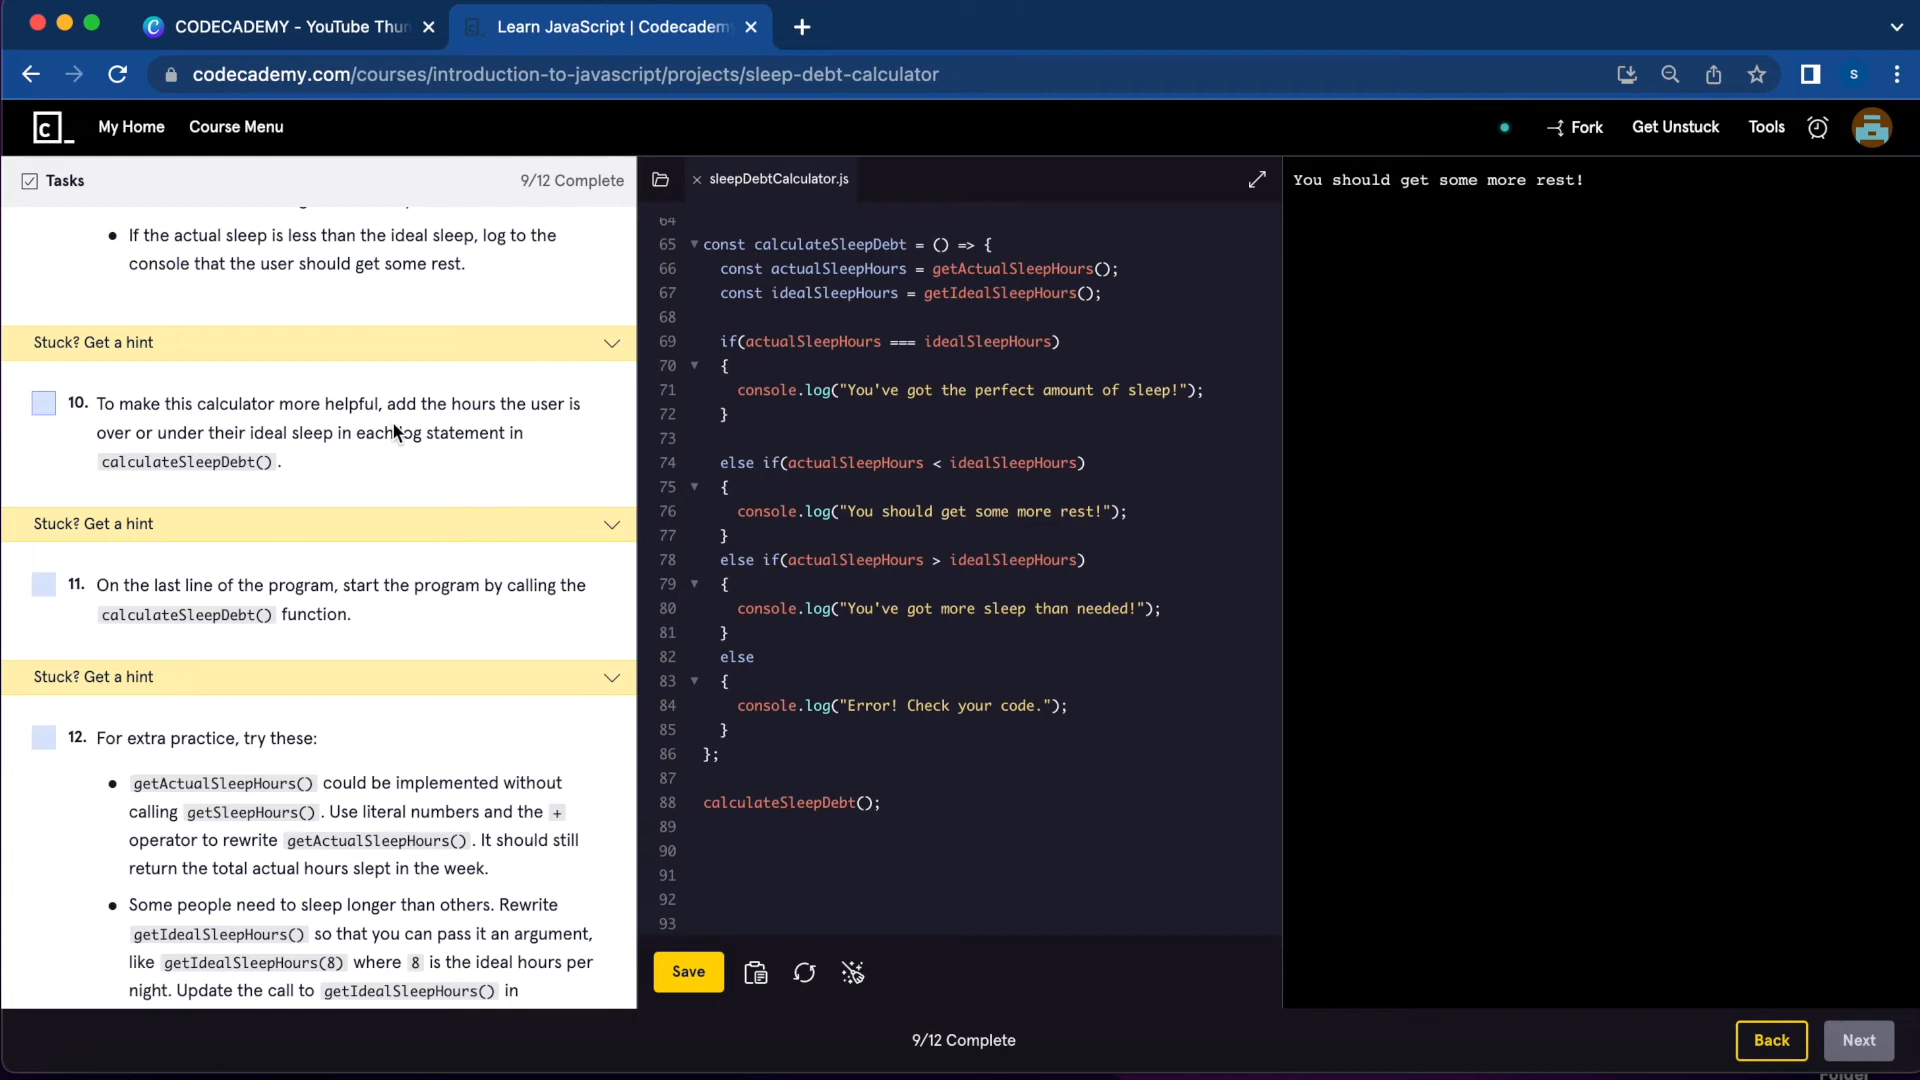 CODECADEMY - YouTube Thun
Learn JavaScript | Codecadem
codecademy.com/courses/introduction-to-javascript/projects/sleep-debt-calculator
S
c_
My Home
Course Menu
Fork
Get Unstuck
Tools
Tasks
9/12 Complete
• If the actual sleep is less than the ideal sleep, log to the
console that the user should get some rest.
Stuck? Get a hint
10. To make this calculator more helpful, add the hours the user is
over or under their ideal sleep in each log statement in
calculateSleepDebt().
Stuck? Get a hint
11. On the last line of the program, start the program by calling the
calculateSleepDebt() function.
Stuck? Get a hint
12. For extra practice, try these:
• getActualSleepHours() could be implemented without
calling getSleepHours(). Use literal numbers and the +
operator to rewrite getActualSleepHours(). It should still
return the total actual hours slept in the week.
• Some people need to sleep longer than others. Rewrite
getIdealSleepHours() so that you can pass it an argument,
like getIdealSleepHours(8) where 8 is the ideal hours per
night. Update the call to getIdealSleepHours() in
sleepDebtCalculator.js
64
65 const calculateSleepDebt = () => {
66 const actualSleepHours = getActualSleepHours();
67 const idealSleepHours = getIdealSleepHours();
68
69 if(actualSleepHours === idealSleepHours)
70 {
71 console.log("You've got the perfect amount of sleep!");
72 }
73
74 else if(actualSleepHours < idealSleepHours)
75 {
76 console.log("You should get some more rest!");
77 }
78 else if(actualSleepHours > idealSleepHours)
79 {
80 console.log("You've got more sleep than needed!");
81 }
82 else
83 {
84 console.log("Error! Check your code.");
85 }
86 };
87
88 calculateSleepDebt();
89
90
91
92
93
Save
You should get some more rest!
9/12 Complete
Back
Next